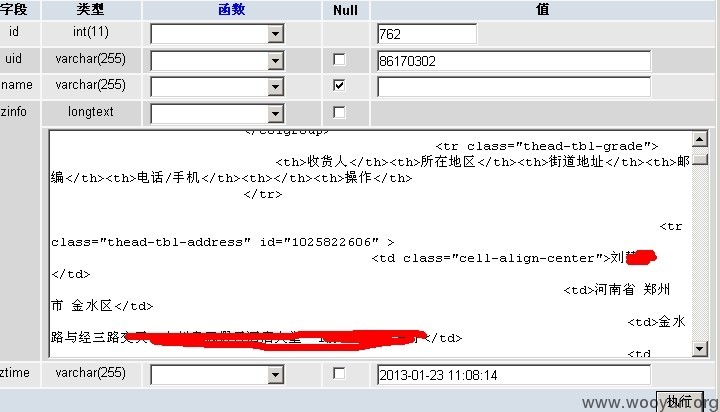 字段 类型 函数 Null 值
id int(11) 762
uid varchar(255) 86170302
name varchar(255)
zinfo longtext
</colgroup>
<tr class="thead-tbl-grade">
<th>收货人</th><th>所在地区</th><th>街道地址</th><th>邮
编</th><th>电话/手机</th><th></th><th>操作</th>
</tr>
<tr
class="thead-tbl-address" id="1025822606" >
<td class="cell-align-center">刘
</td>
<td>河南省 郑州
市 金水区</td>
<td>金水
路与经三路 </td>
<td
ztime varchar(255) 2013-01-23 11:08:14
执行
www.wooyun.org